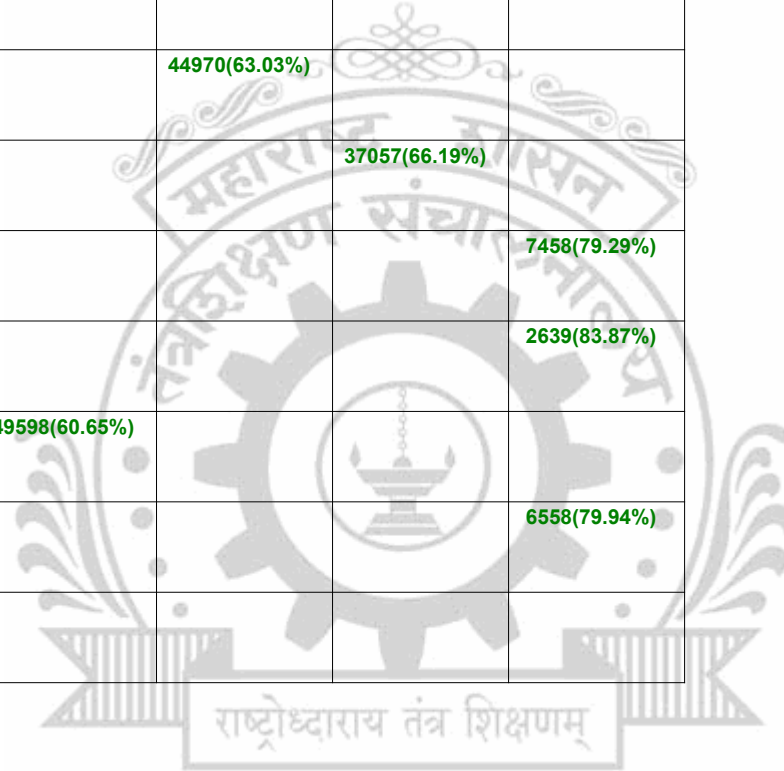 44970(63.03%)
महाराष्ट्र शासन
37057(66.19%)
तंत्रशिक्षण संचालनालय
7458(79.29%)
2639(83.87%)
49598(60.65%)
6558(79.94%)
राष्ट्रोध्दाराय तंत्र शिक्षणम्